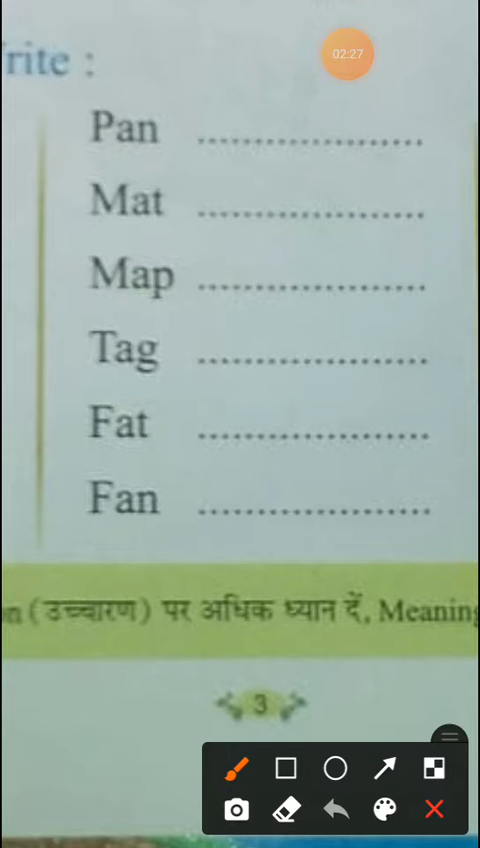 rite :
02:27
Pan ........................
Mat ........................
Map ........................
Tag ........................
Fat ........................
Fan ........................
n (उच्चारण) पर अधिक ध्यान दें, Meaning
3